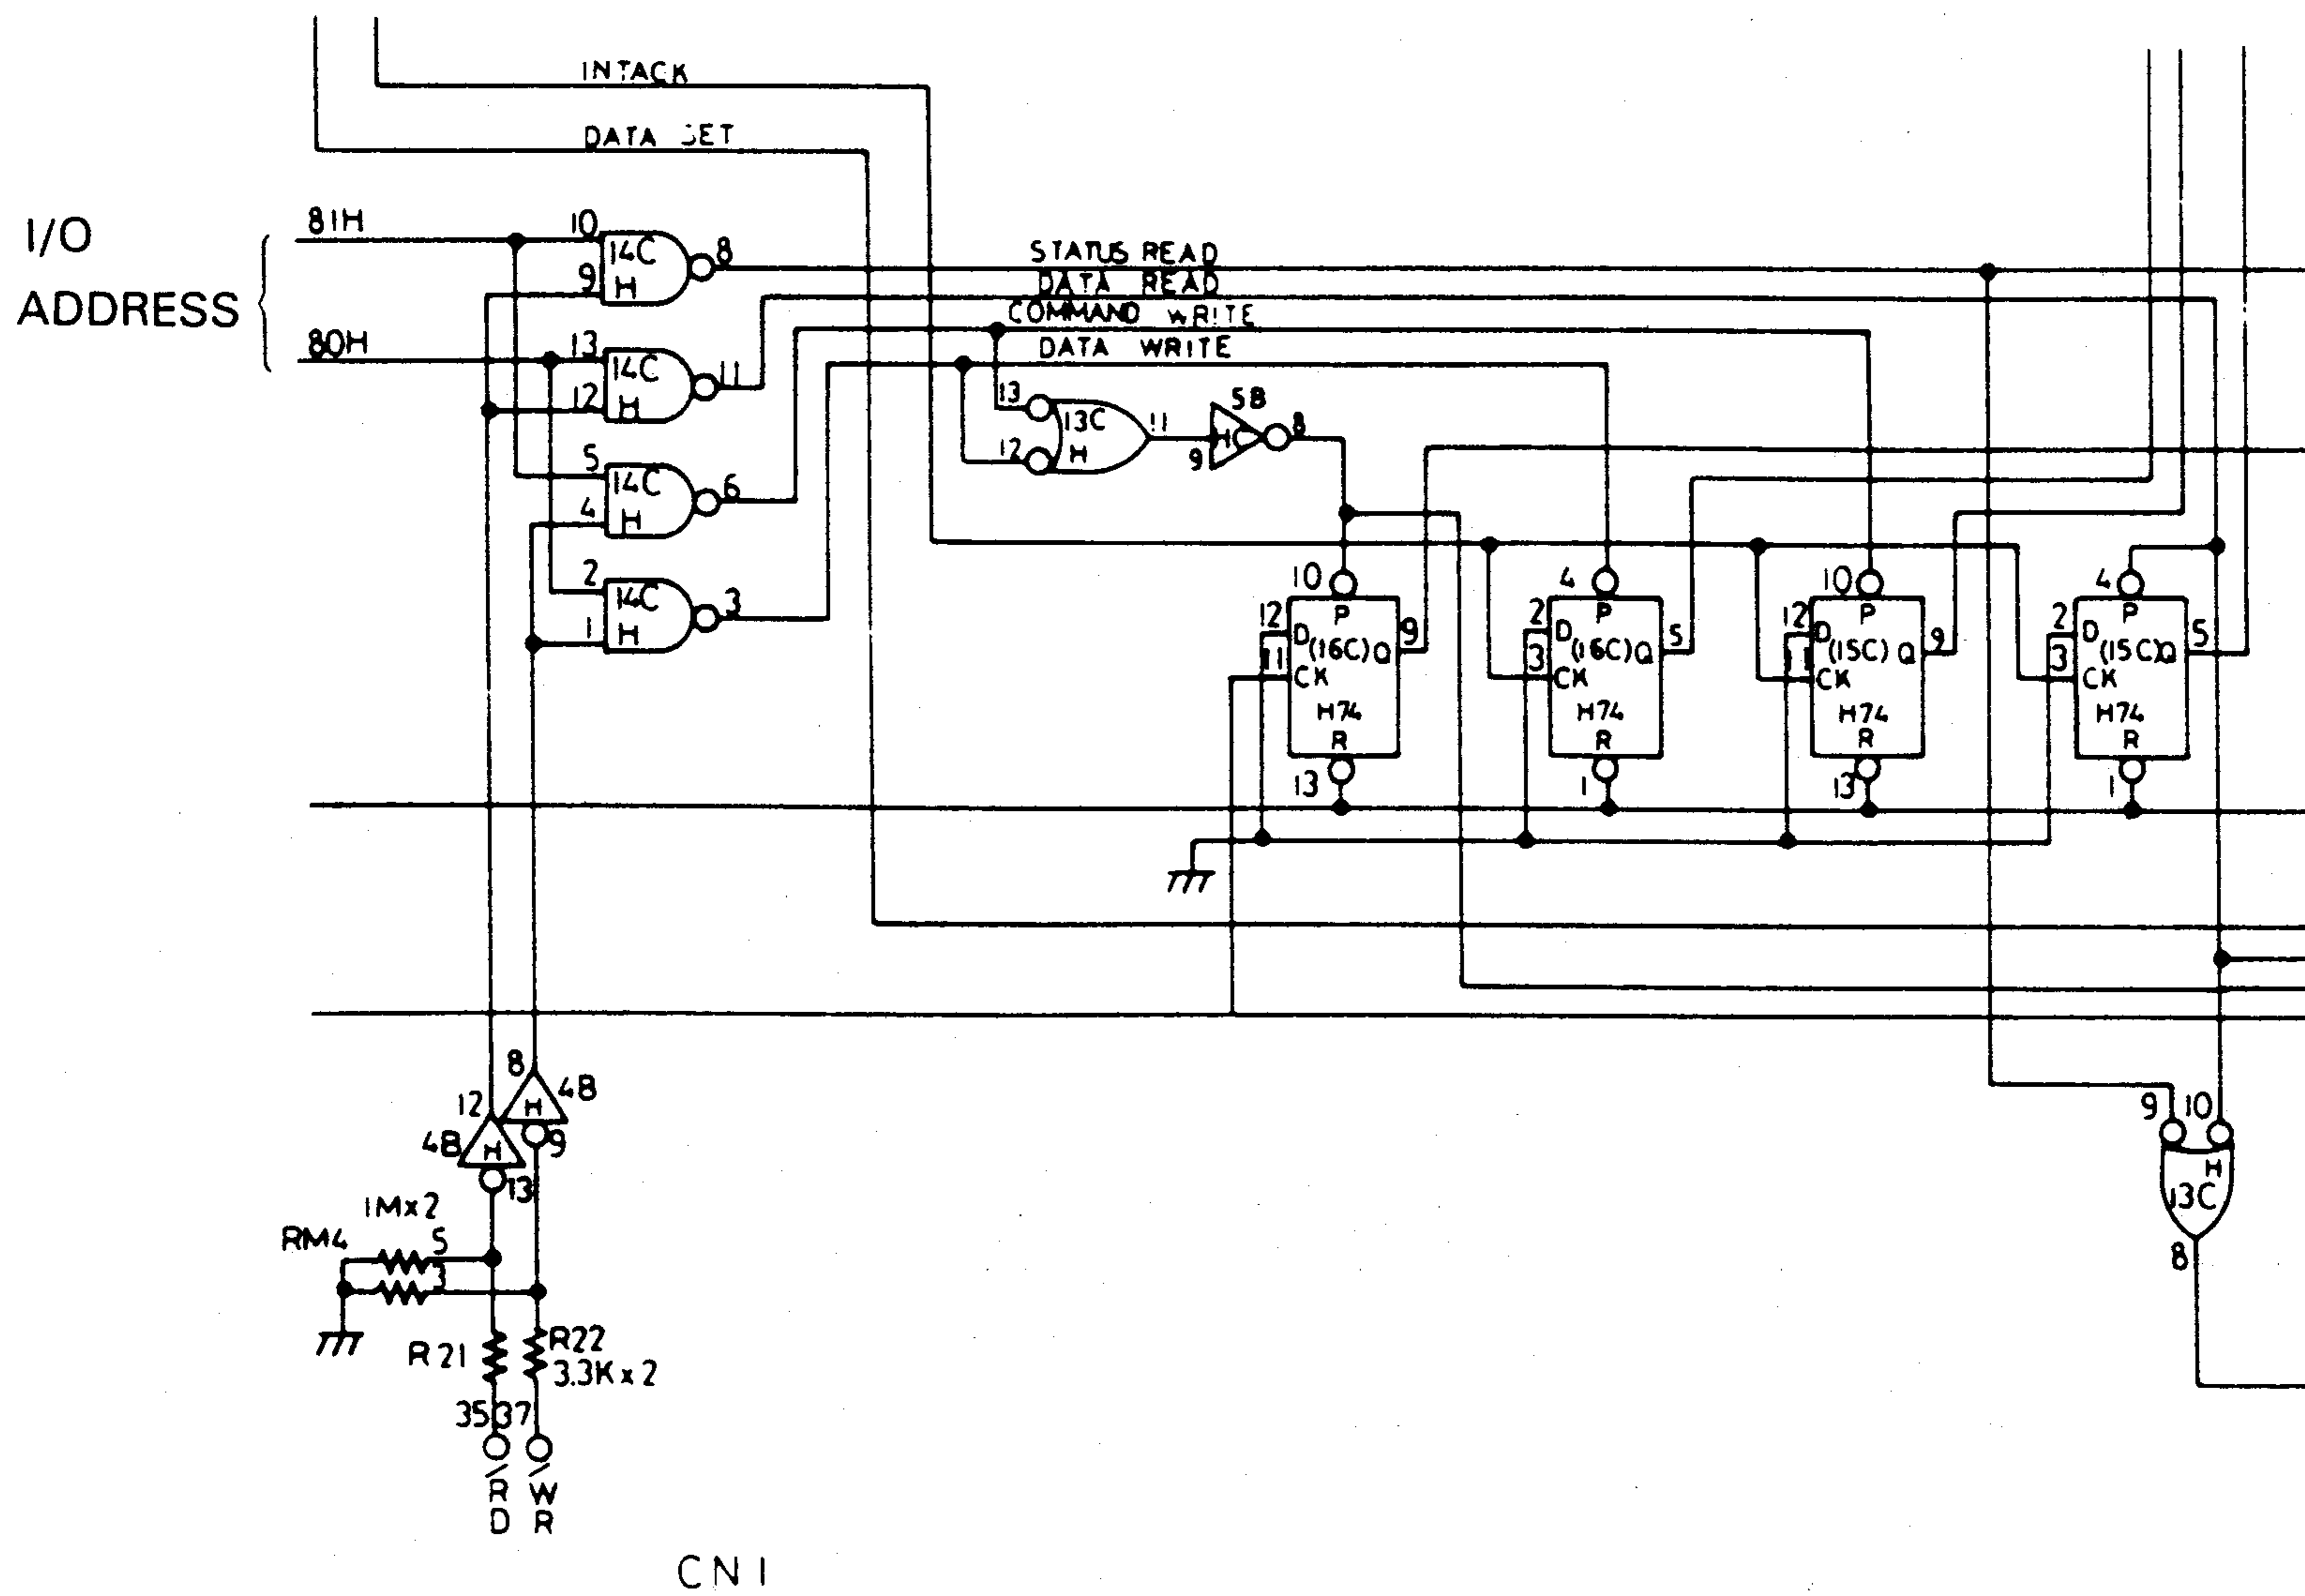 INTACK
DATA SET
I/O
ADDRESS
81H
80H
10
14C
8
9
H
13
14C
11
12
H
5
14C
6
4
H
2
14C
3
1
H
STATUS READ
DATA READ
COMMAND WRITE
DATA WRITE
13
13C
11
12
H
5B
H
9
8
10
P
12
D
(16C)
Q
9
11
CK
H74
R
13
4
P
2
D
(16C)
Q
5
3
CK
H74
R
1
10
P
12
D
(15C)
Q
9
11
CK
H74
R
13
4
P
2
D
(15C)
Q
5
3
CK
H74
R
1
8
4B
H
9
12
4B
H
13
1Mx2
RM4
5
3
R21
R22
3.3Kx2
35
37
/RD
/WR
CN1
9
10
H
13C
8